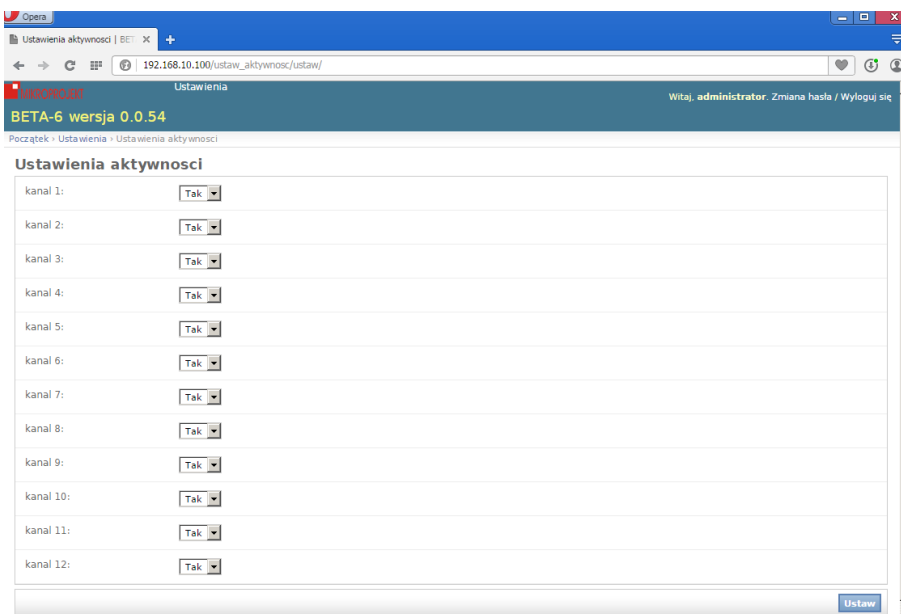 Opera
Ustawienia aktywnosci | BET
192.168.10.100/ustaw_aktywnosc/ustaw/
Ustawienia
Witaj, administrator. Zmiana hasła / Wyloguj się
BETA-6 wersja 0.0.54
Początek › Ustawienia › Ustawienia aktywnosci
Ustawienia aktywnosci
kanal 1: Tak
kanal 2: Tak
kanal 3: Tak
kanal 4: Tak
kanal 5: Tak
kanal 6: Tak
kanal 7: Tak
kanal 8: Tak
kanal 9: Tak
kanal 10: Tak
kanal 11: Tak
kanal 12: Tak
Ustaw